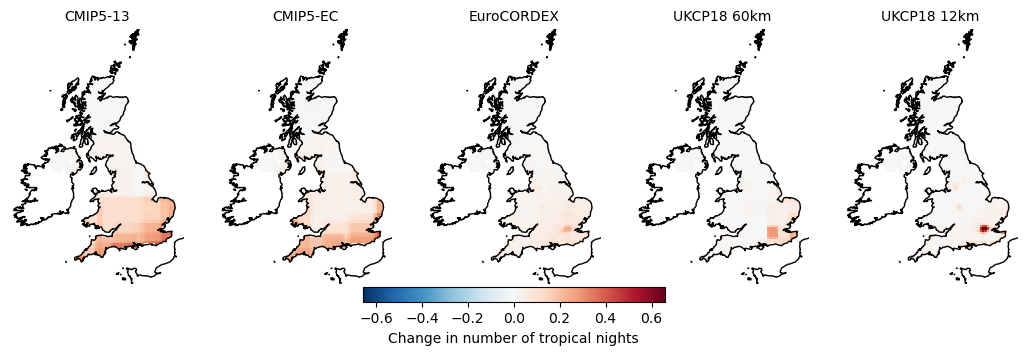 CMIP5-13 CMIP5-EC EuroCORDEX UKCP18 60km UKCP18 12km
−0.6 −0.4 −0.2 0.0 0.2 0.4 0.6
Change in number of tropical nights